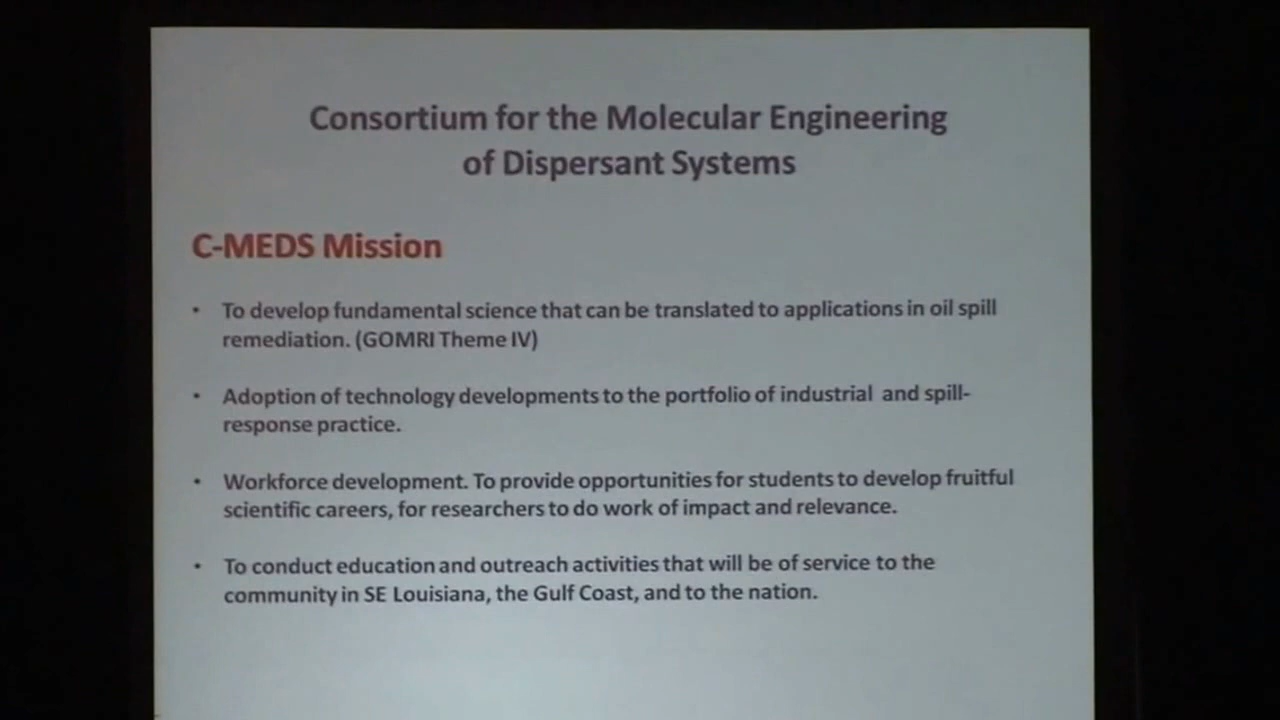 Consortium for the Molecular Engineering
of Dispersant Systems
C-MEDS Mission
• To develop fundamental science that can be translated to applications in oil spill
remediation. (GOMRI Theme IV)
• Adoption of technology developments to the portfolio of industrial and spill-
response practice.
• Workforce development. To provide opportunities for students to develop fruitful
scientific careers, for researchers to do work of impact and relevance.
• To conduct education and outreach activities that will be of service to the
community in SE Louisiana, the Gulf Coast, and to the nation.